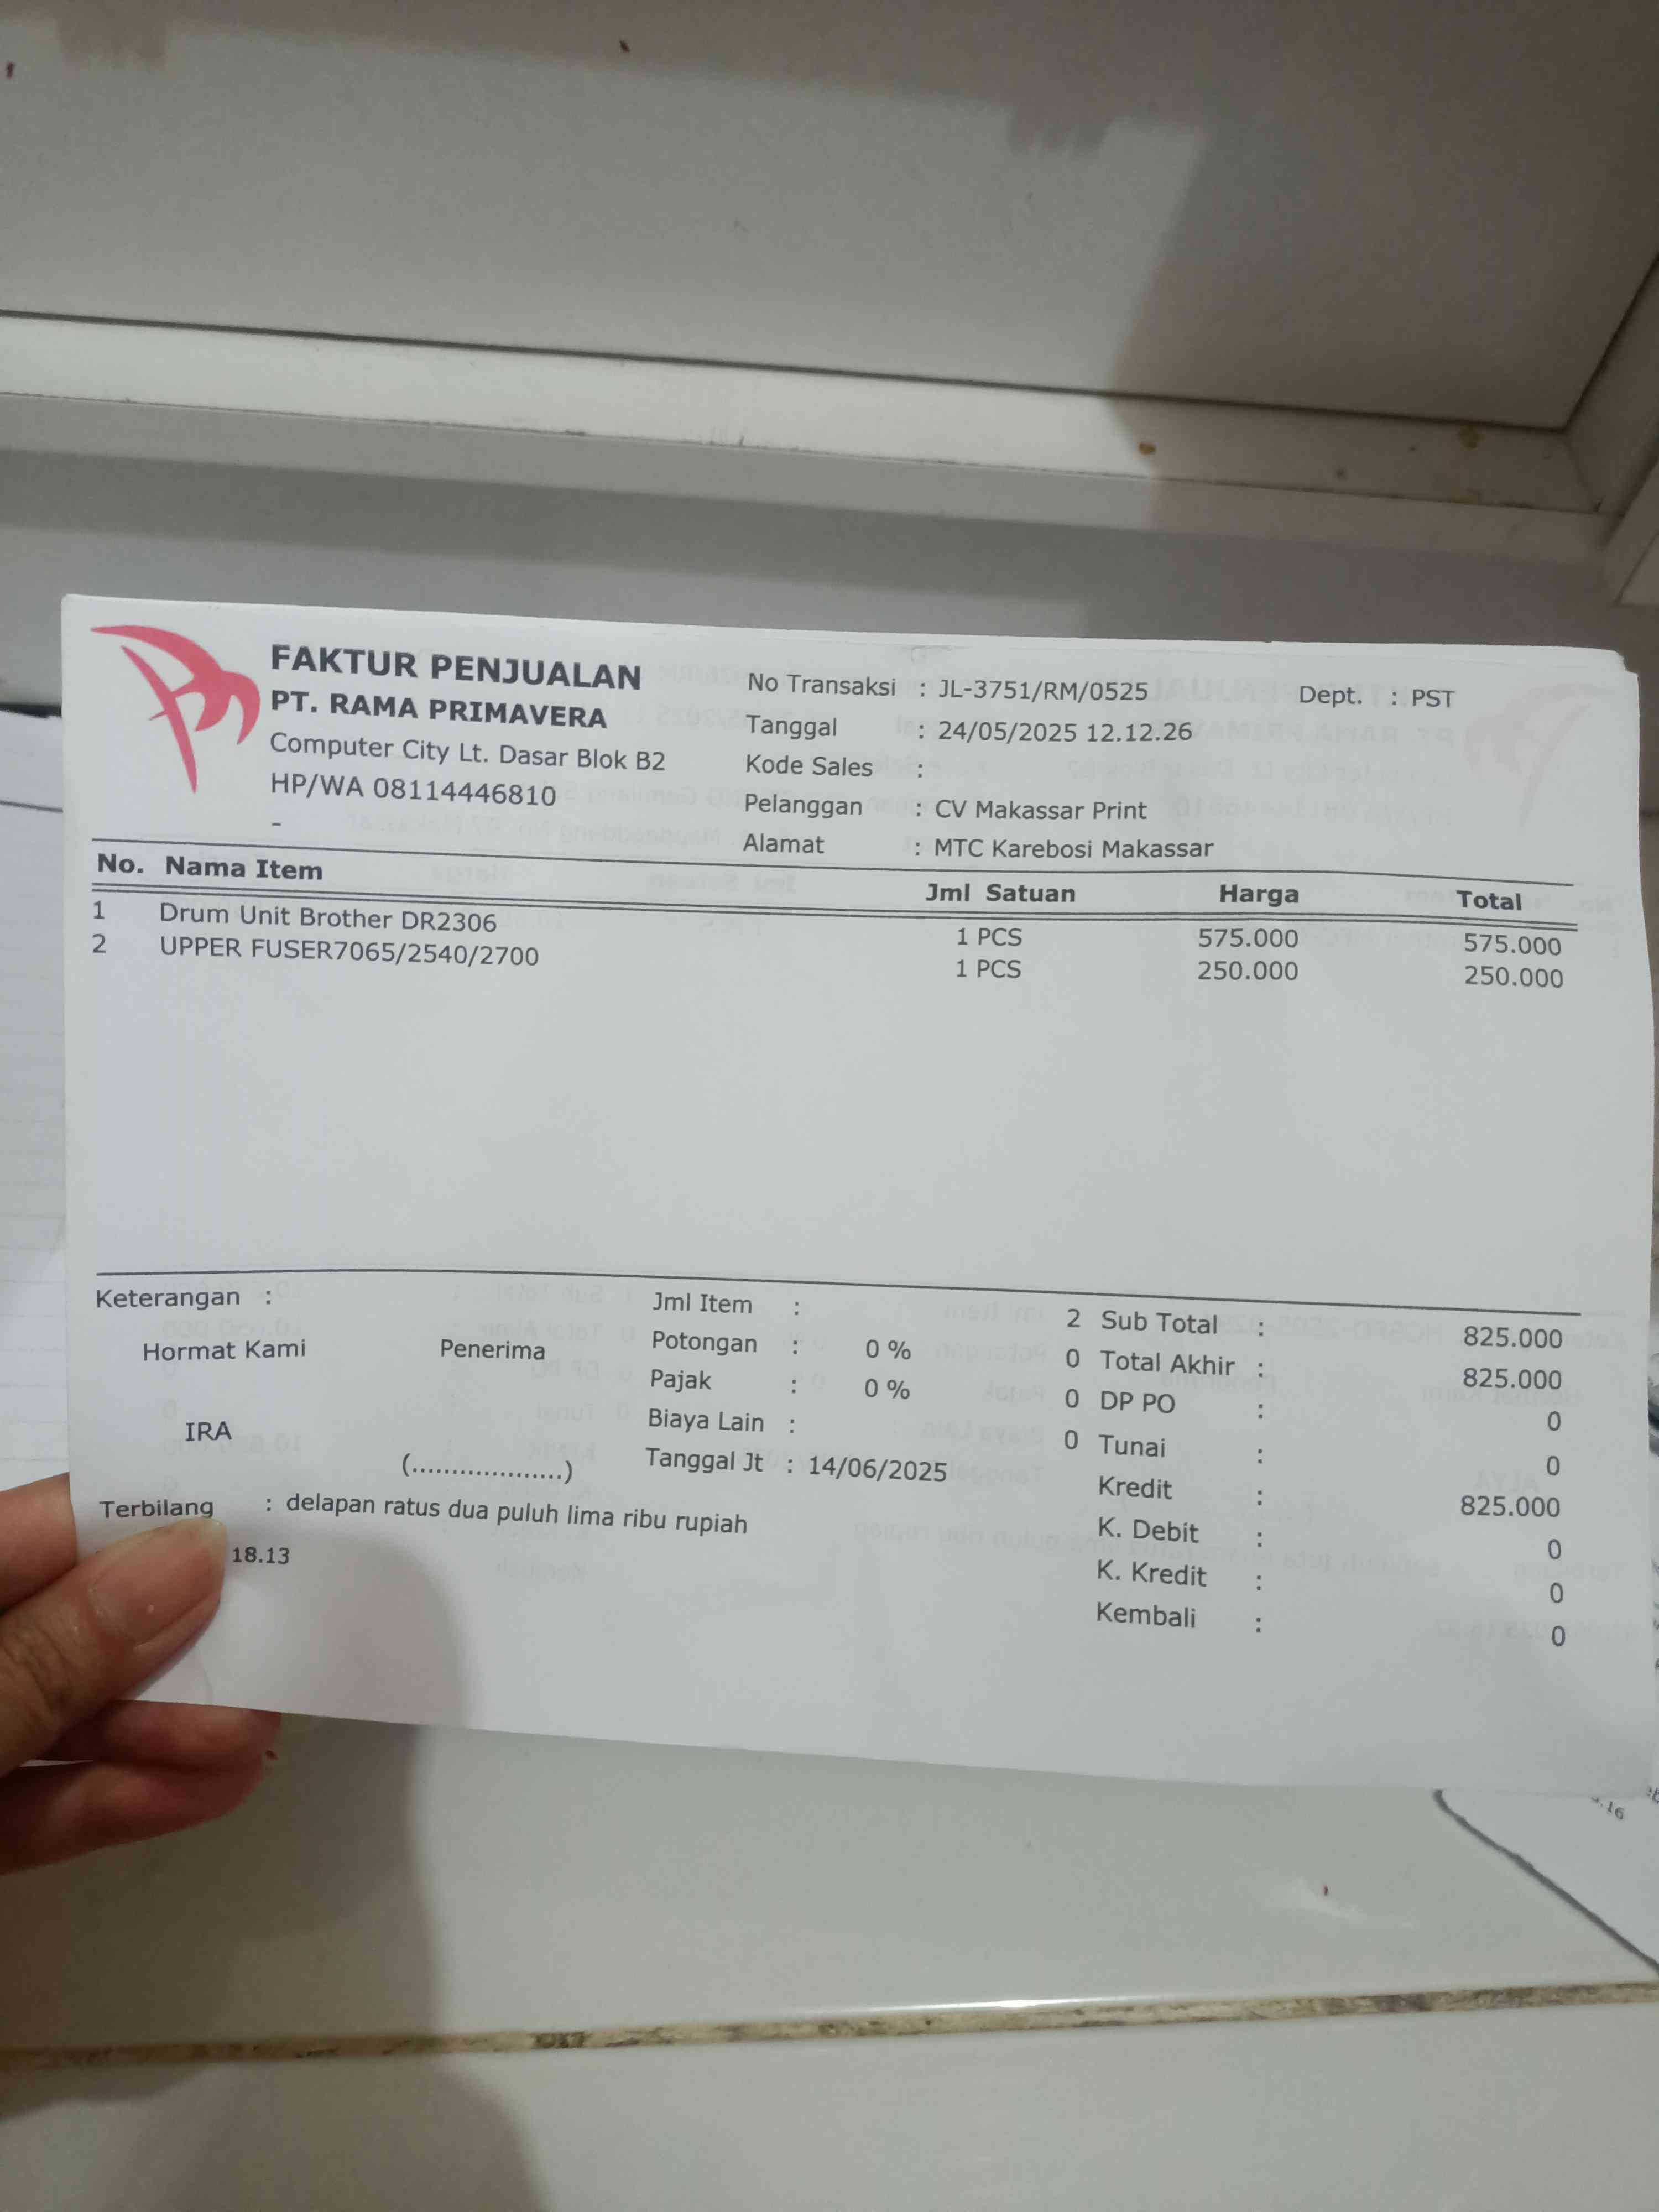 FAKTUR PENJUALAN
PT. RAMA PRIMAVERA
Computer City Lt. Dasar Blok B2
HP/WA 08114446810
-
No Transaksi : JL-3751/RM/0525 Dept. : PST
Tanggal : 24/05/2025 12.12.26
Kode Sales :
Pelanggan : CV Makassar Print
Alamat : MTC Karebosi Makassar
No. Nama Item Jml Satuan Harga Total
1 Drum Unit Brother DR2306 1 PCS 575.000 575.000
2 UPPER FUSER7065/2540/2700 1 PCS 250.000 250.000
Keterangan :
Hormat Kami Penerima
IRA
(...................)
Jml Item : 2
Potongan : 0 % 0
Pajak : 0 % 0
Biaya Lain : 0
Tanggal Jt : 14/06/2025
Sub Total : 825.000
Total Akhir : 825.000
DP PO : 0
Tunai : 0
Kredit : 825.000
K. Debit : 0
K. Kredit : 0
Kembali : 0
Terbilang : delapan ratus dua puluh lima ribu rupiah
18.13